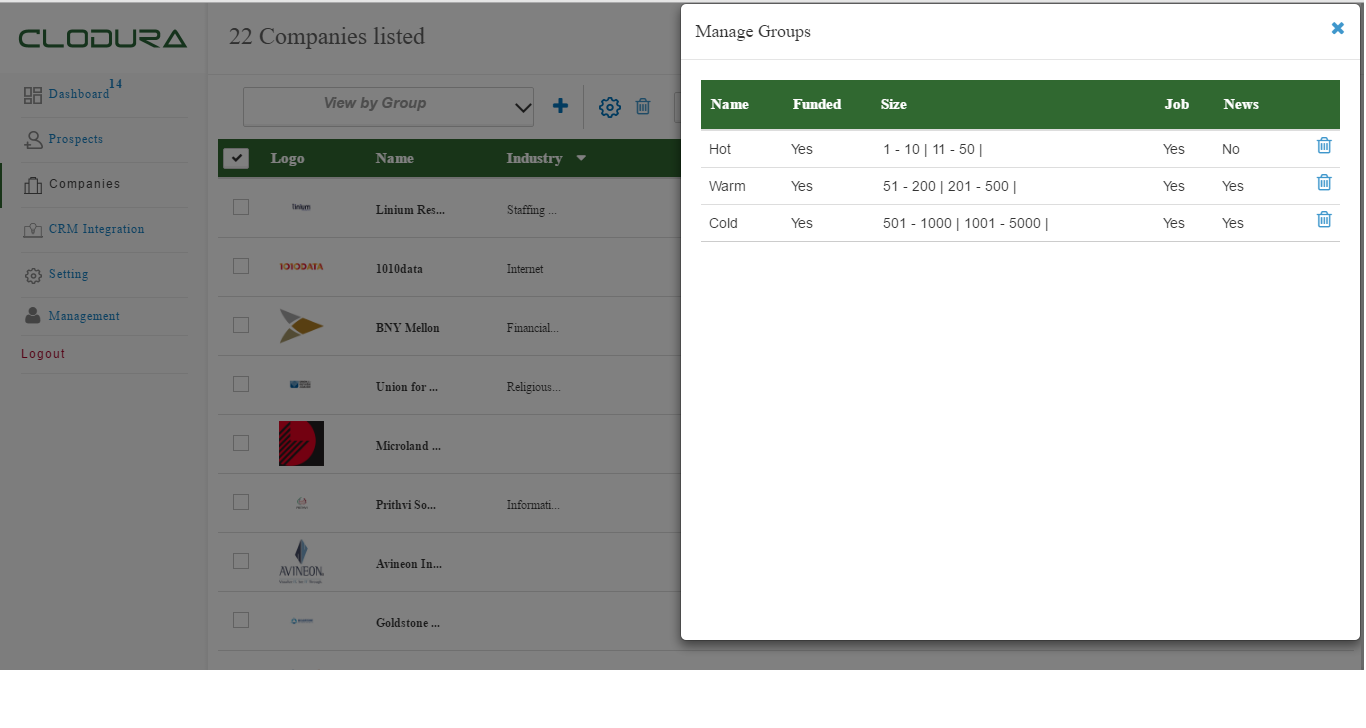 CLODURA
Dashboard 14
Prospects
Companies
CRM Integration
Setting
Management
Logout
22 Companies listed
View by Group
Logo Name Industry
Linium Linium Res... Staffing ...
1010DATA 1010data Internet
BNY Mellon Financial...
Union for ... Religious...
Microland ...
Prithvi So... Informati...
AVINEON Avineon In...
Goldstone ...
Manage Groups
Name Funded Size Job News
Hot Yes 1 - 10 | 11 - 50 | Yes No
Warm Yes 51 - 200 | 201 - 500 | Yes Yes
Cold Yes 501 - 1000 | 1001 - 5000 | Yes Yes